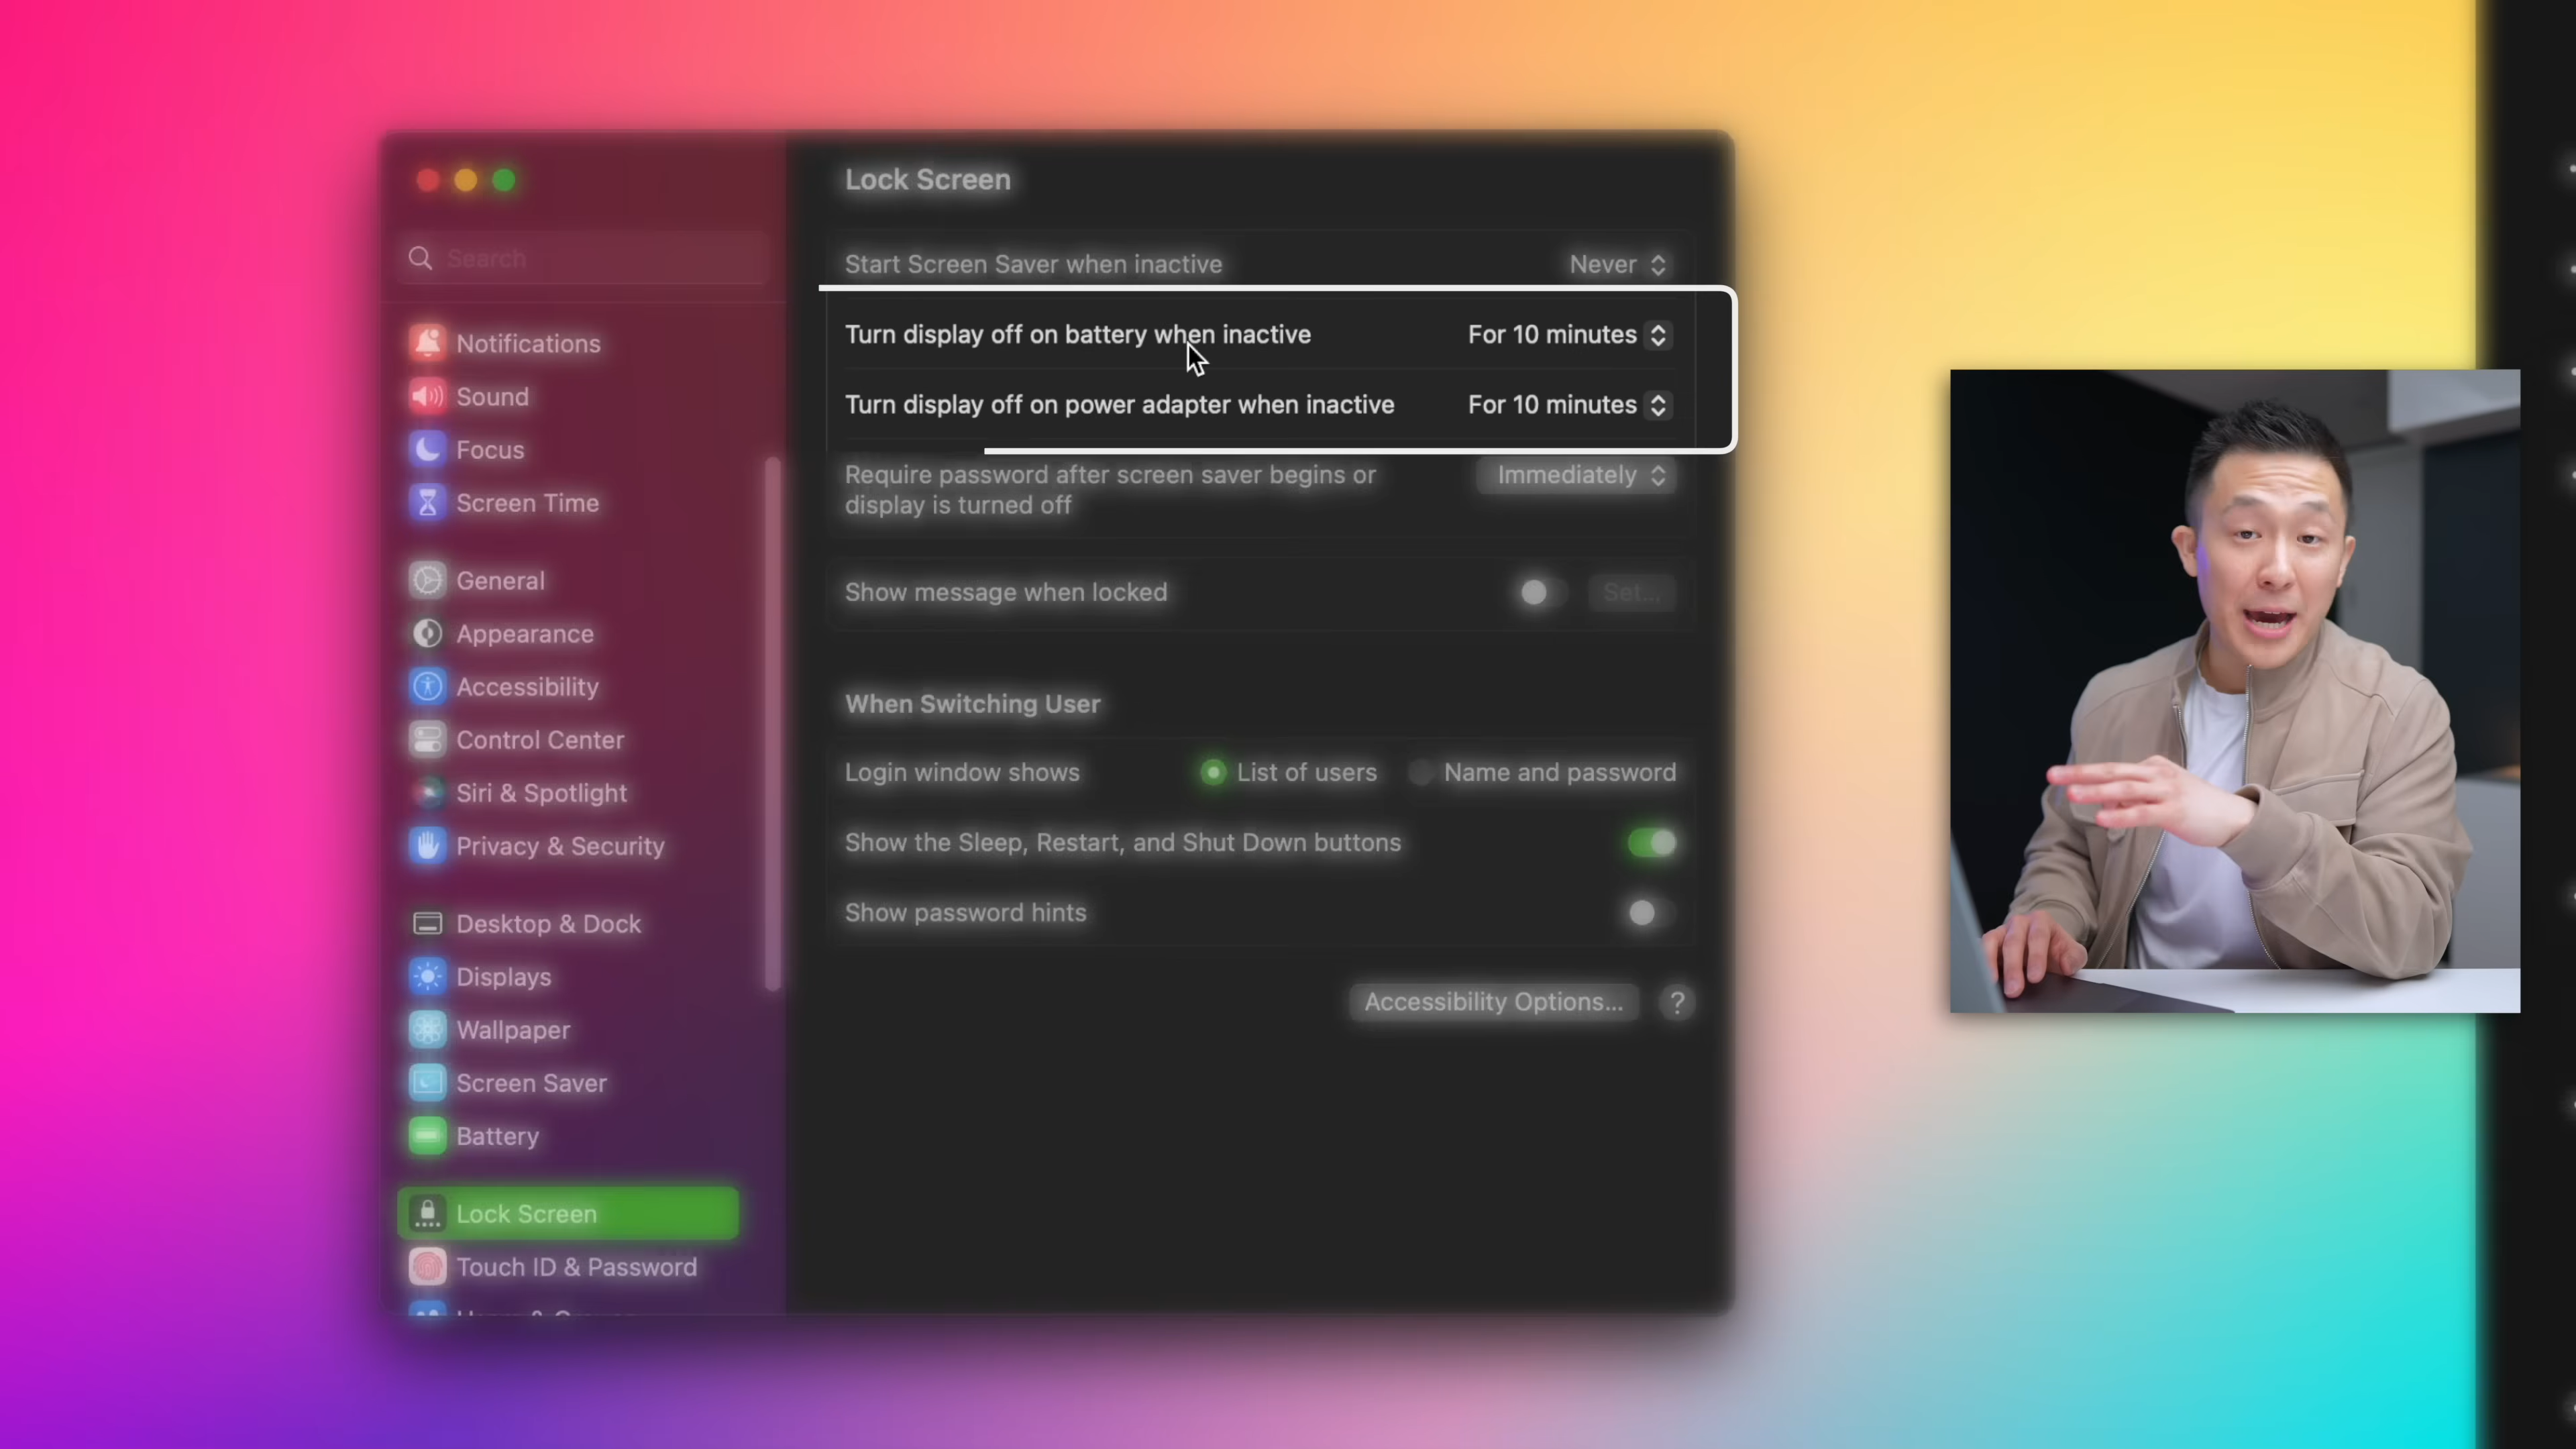 Search
Notifications
Sound
Focus
Screen Time
General
Appearance
Accessibility
Control Center
Siri & Spotlight
Privacy & Security
Desktop & Dock
Displays
Wallpaper
Screen Saver
Battery
Lock Screen
Touch ID & Password
Lock Screen
Start Screen Saver when inactive Never
Turn display off on battery when inactive For 10 minutes
Turn display off on power adapter when inactive For 10 minutes
Require password after screen saver begins or
display is turned off Immediately
Show message when locked Set...
When Switching User
Login window shows List of users Name and password
Show the Sleep, Restart, and Shut Down buttons
Show password hints
Accessibility Options... ?